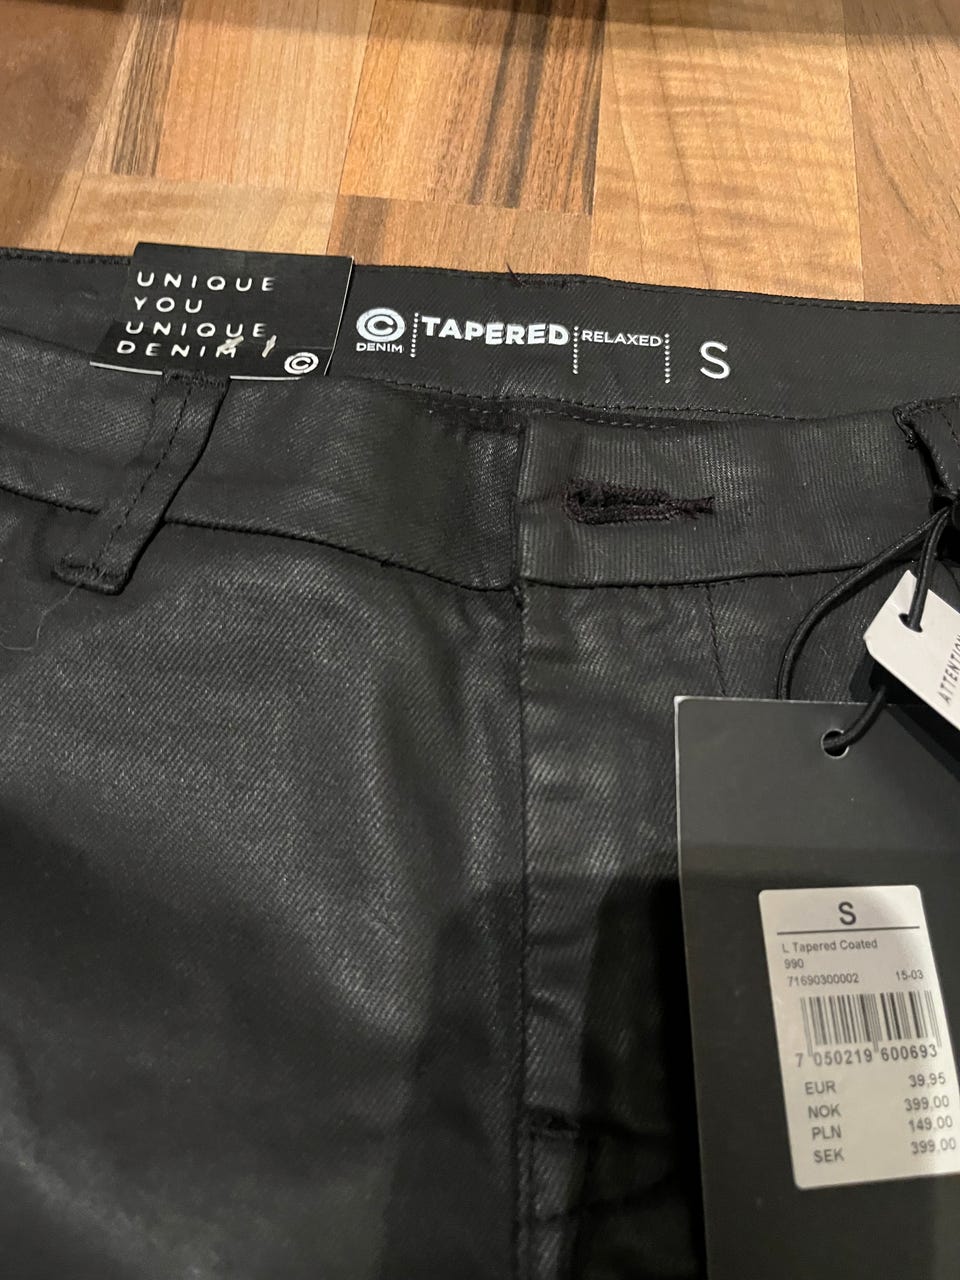 UNIQUE
YOU
UNIQUE
DENIM
C
C
DENIM
TAPERED
RELAXED
S
ATTENTION
S
L Tapered Coated
990
71690300002 15-03
7 050219 600693
EUR 39,95
NOK 399,00
PLN 149,00
SEK 399,00